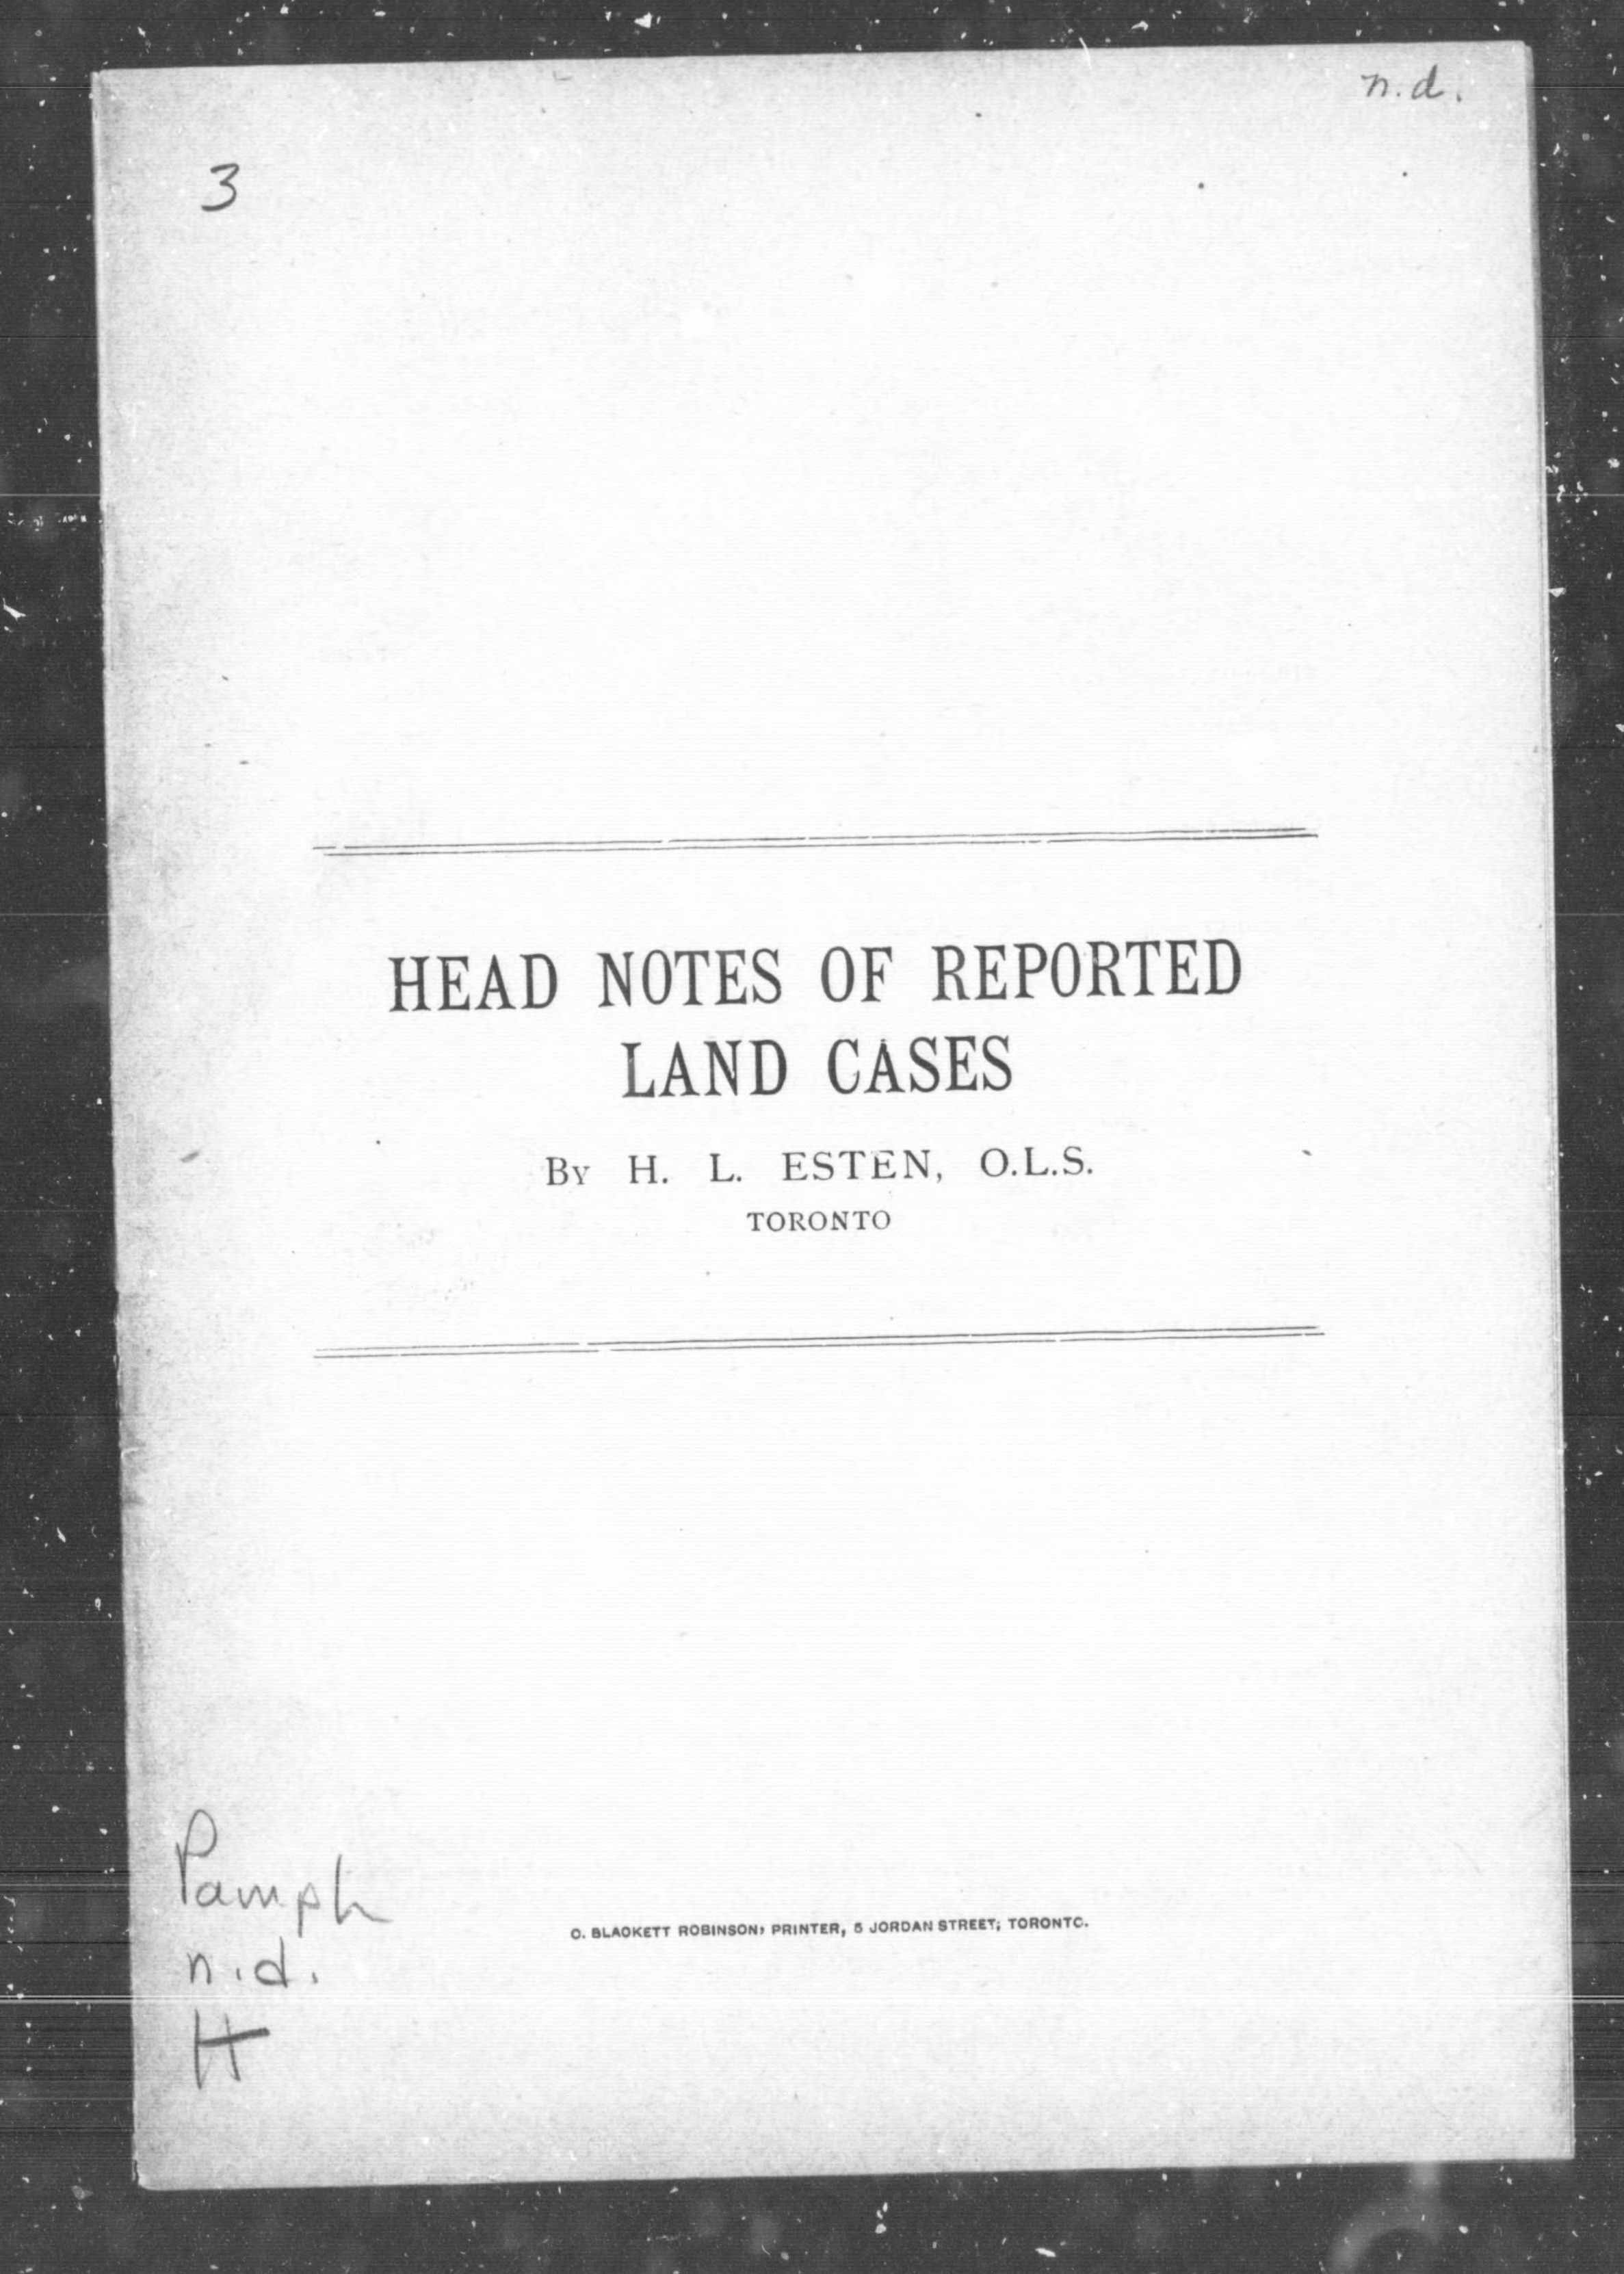 n.d.
3
HEAD NOTES OF REPORTED
LAND CASES
By H. L. ESTEN, O.L.S.
TORONTO
Pamph
n.d.
H
C. BLACKETT ROBINSON, PRINTER, 5 JORDAN STREET, TORONTO.